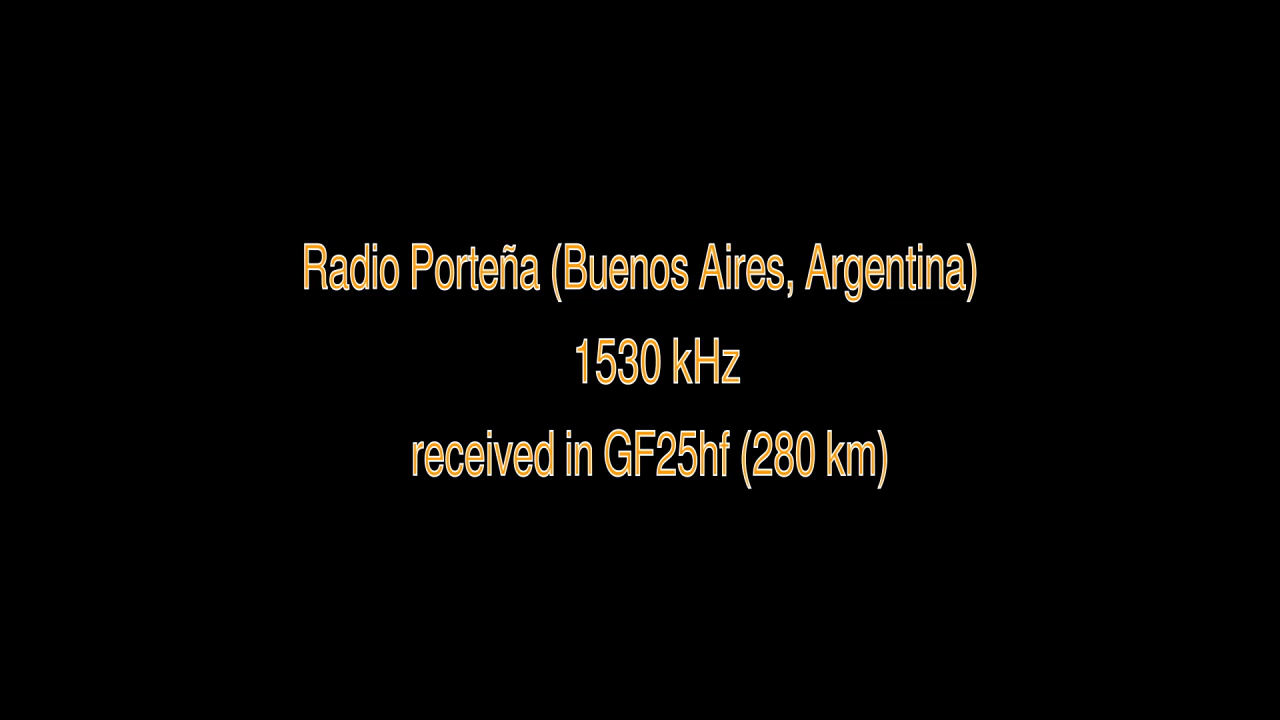 Radio Porteña (Buenos Aires, Argentina)
1530 kHz
received in GF25hf (280 km)